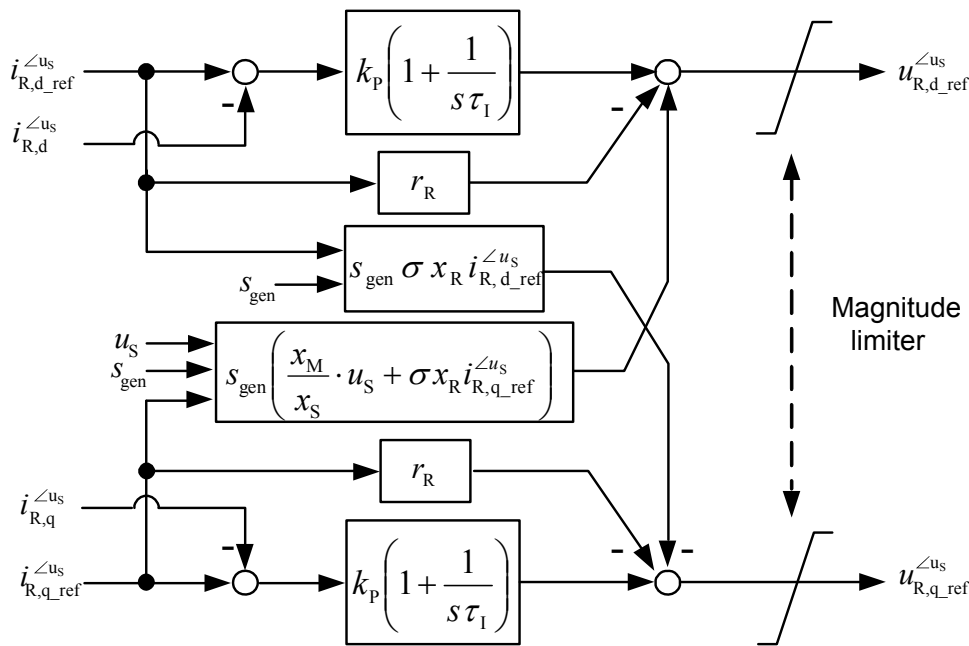 i_{R,d_ref}^{∠u_S}
k_P(1 + 1/(s τ_I))
u_{R,d_ref}^{∠u_S}
-
-
i_{R,d}^{∠u_S}
r_R
s_gen σ x_R i_{R,d_ref}^{∠u_S}
s_gen
Magnitude
limiter
u_S
s_gen
s_gen(x_M/x_S · u_S + σ x_R i_{R,q_ref}^{∠u_S})
r_R
i_{R,q}^{∠u_S}
-
-
-
i_{R,q_ref}^{∠u_S}
k_P(1 + 1/(s τ_I))
u_{R,q_ref}^{∠u_S}